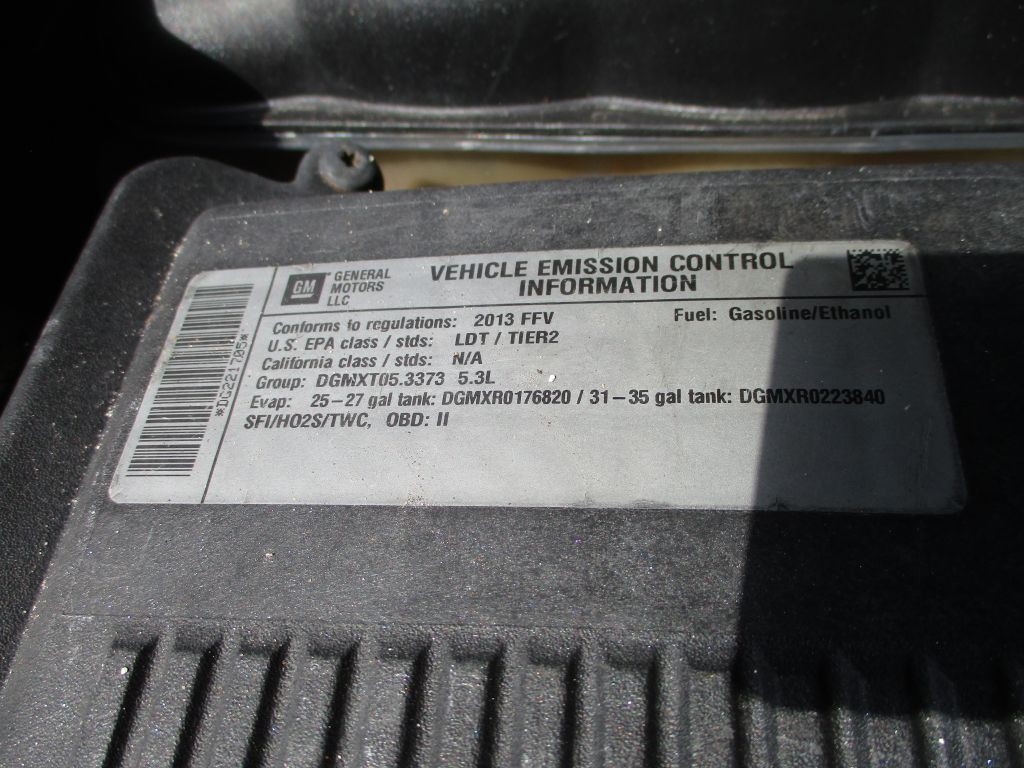 GM GENERAL MOTORS LLC
VEHICLE EMISSION CONTROL
INFORMATION
Conforms to regulations: 2013 FFV
Fuel: Gasoline/Ethanol
U.S. EPA class / stds: LDT / TIER2
California class / stds: N/A
Group: DGMXT05.3373 5.3L
Evap: 25-27 gal tank: DGMXR0176820 / 31-35 gal tank: DGMXR0223840
SFI/HO2S/TWC, OBD: II
*DG221705*